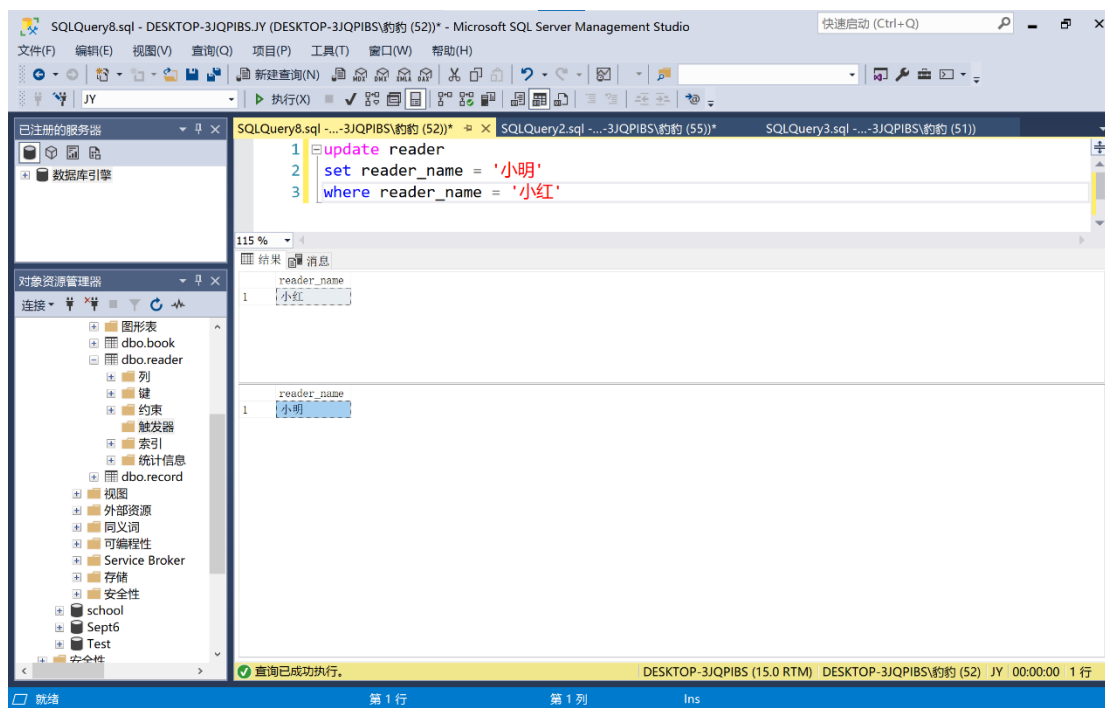 SQLQuery8.sql - DESKTOP-3JQPIBS.JY (DESKTOP-3JQPIBS\豹豹 (52))* - Microsoft SQL Server Management Studio
快速启动 (Ctrl+Q)
文件(F) 编辑(E) 视图(V) 查询(Q) 项目(P) 工具(T) 窗口(W) 帮助(H)
新建查询(N)
JY
执行(X)
已注册的服务器
数据库引擎
对象资源管理器
连接
图形表
dbo.book
dbo.reader
列
键
约束
触发器
索引
统计信息
dbo.record
视图
外部资源
同义词
可编程性
Service Broker
存储
安全性
school
Sept6
Test
安全性
SQLQuery8.sql -...-3JQPIBS\豹豹 (52))* SQLQuery2.sql -...-3JQPIBS\豹豹 (55))* SQLQuery3.sql -...-3JQPIBS\豹豹 (51))
1 update reader
2 set reader_name = '小明'
3 where reader_name = '小红'
115 %
结果 消息
reader_name
1 小红
reader_name
1 小明
查询已成功执行。 DESKTOP-3JQPIBS (15.0 RTM) DESKTOP-3JQPIBS\豹豹 (52) JY 00:00:00 1 行
就绪 第 1 行 第 1 列 Ins